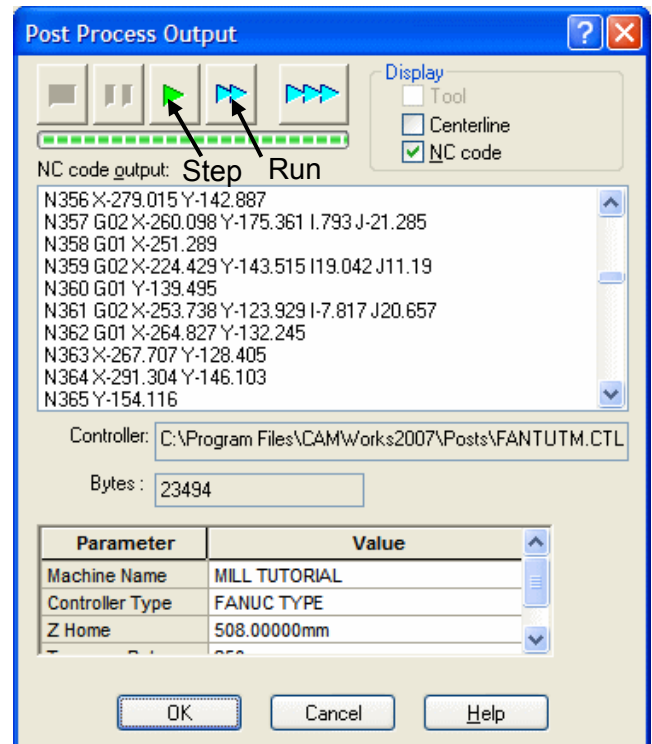 Post Process Output
Display
Tool
Centerline
NC code
NC code output:
Step
Run
N356 X-279.015 Y-142.887
N357 G02 X-260.098 Y-175.361 I.793 J-21.285
N358 G01 X-251.289
N359 G02 X-224.429 Y-143.515 I19.042 J11.19
N360 G01 Y-139.495
N361 G02 X-253.738 Y-123.929 I-7.817 J20.657
N362 G01 X-264.827 Y-132.245
N363 X-267.707 Y-128.405
N364 X-291.304 Y-146.103
N365 Y-154.116
Controller: C:\Program Files\CAMWorks2007\Posts\FANTUTM.CTL
Bytes : 23494
Parameter Value
Machine Name MILL TUTORIAL
Controller Type FANUC TYPE
Z Home 508.00000mm
OK Cancel Help